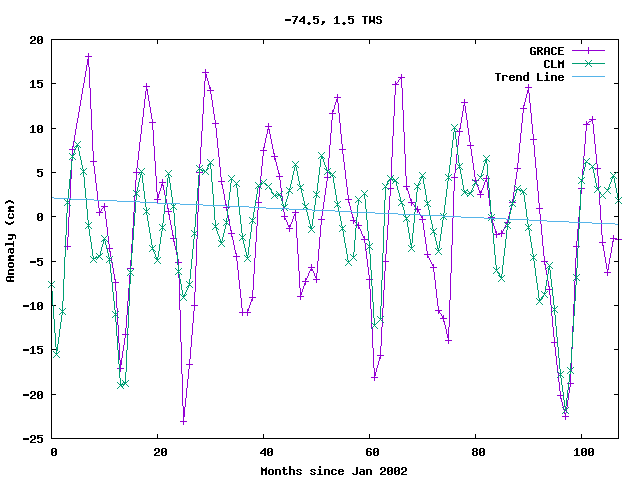 -74.5, 1.5 TWS
GRACE
CLM
Trend Line
20
15
10
5
0
-5
-10
-15
-20
-25
Anomaly (cm)
0 20 40 60 80 100
Months since Jan 2002